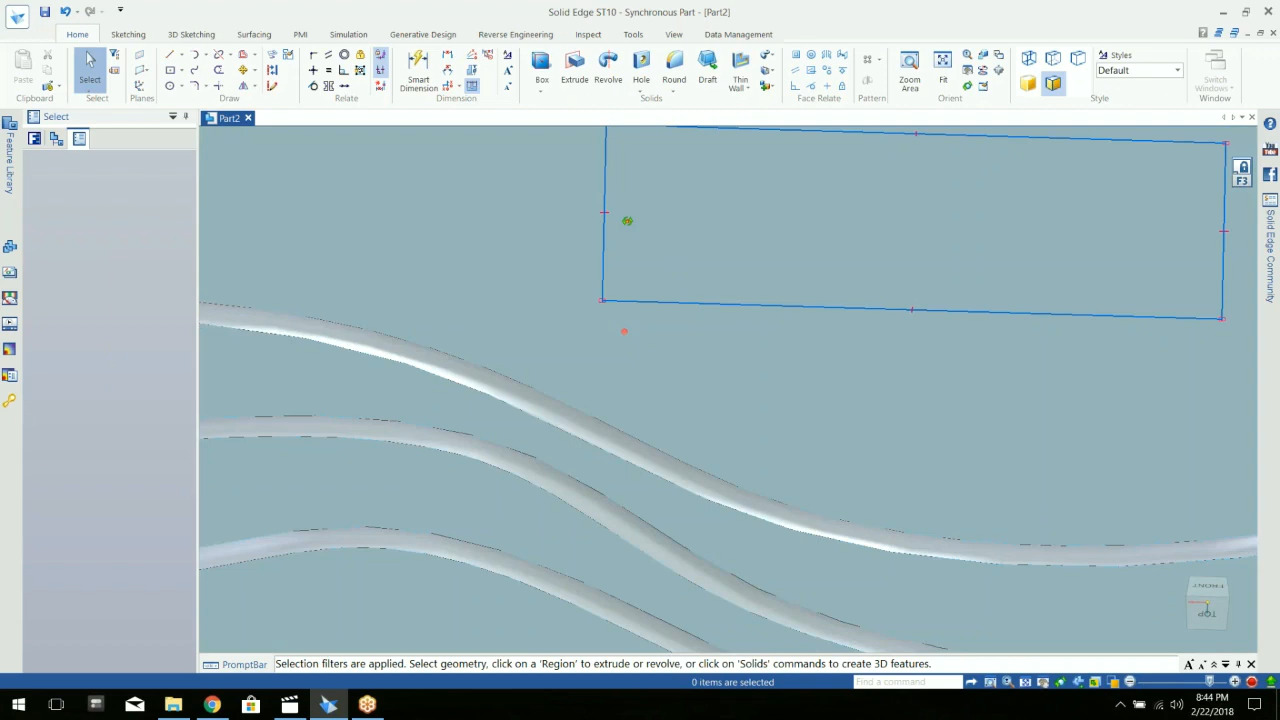 Solid Edge ST10 - Synchronous Part - [Part2]
Home Sketching 3D Sketching Surfacing PMI Simulation Generative Design Reverse Engineering Inspect Tools View Data Management
Paste Select Smart Dimension Box Extrude Revolve Hole Round Draft Thin Wall Zoom Area Fit Styles Default Switch Windows
Clipboard Select Planes Draw Relate Dimension Solids Face Relate Pattern Orient Style Window
Select
Part2
Feature Library
F3
You Tube
Solid Edge Community
FRONT
TOP
PromptBar Selection filters are applied. Select geometry, click on a 'Region' to extrude or revolve, or click on 'Solids' commands to create 3D features.
0 items are selected Find a command
8:44 PM
2/22/2018